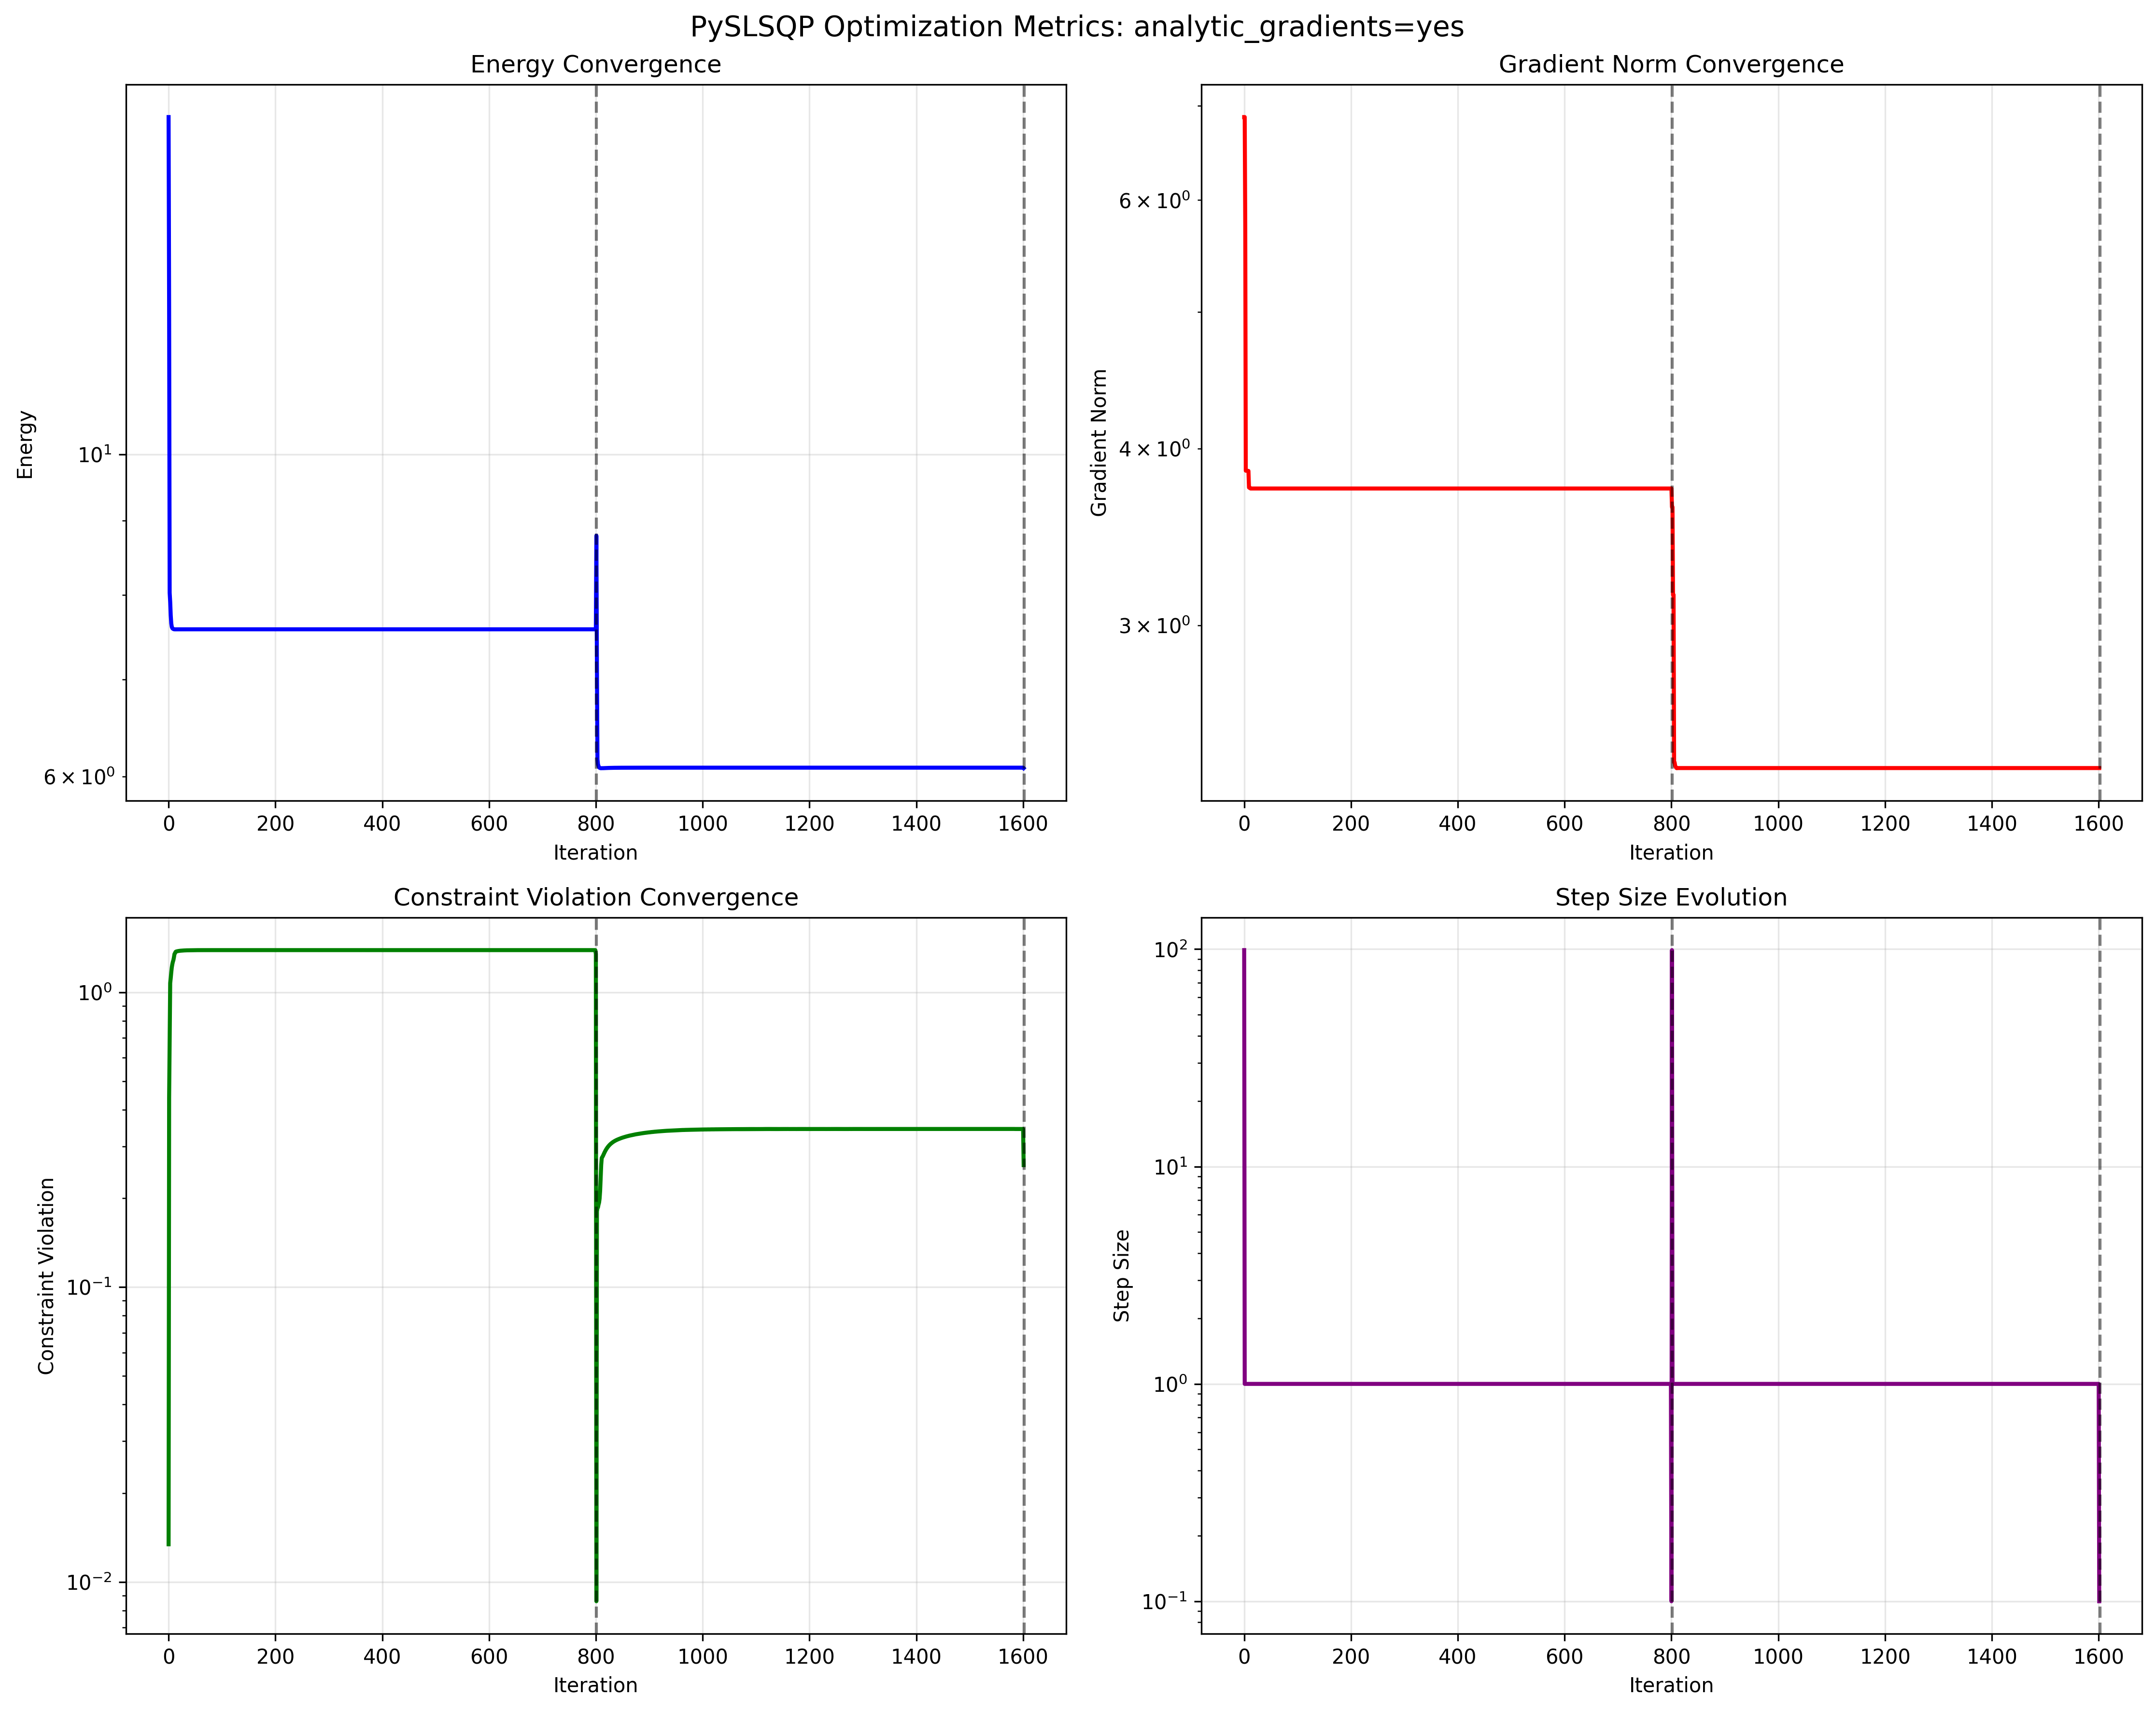 PySLSQP Optimization Metrics: analytic_gradients=yes
Energy Convergence
Energy
10¹
6 × 10⁰
0 200 400 600 800 1000 1200 1400 1600
Iteration
Gradient Norm Convergence
Gradient Norm
6 × 10⁰
4 × 10⁰
3 × 10⁰
0 200 400 600 800 1000 1200 1400 1600
Iteration
Constraint Violation Convergence
Constraint Violation
10⁰
10⁻¹
10⁻²
0 200 400 600 800 1000 1200 1400 1600
Iteration
Step Size Evolution
Step Size
10²
10¹
10⁰
10⁻¹
0 200 400 600 800 1000 1200 1400 1600
Iteration